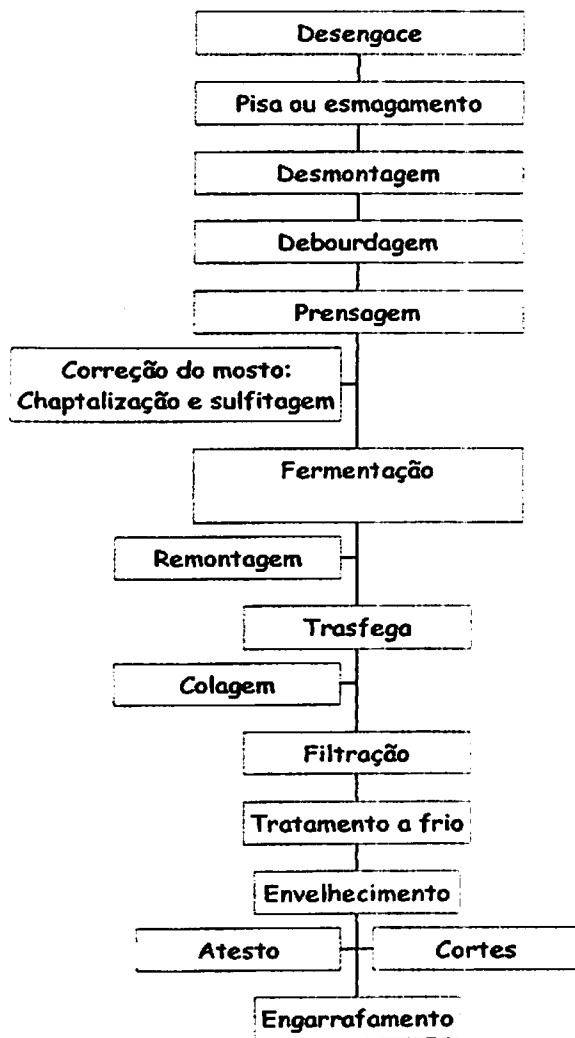 Desengace
Pisa ou esmagamento
Desmontagem
Debourdagem
Prensagem
Correção do mosto:
Chaptalização e sulfitagem
Fermentação
Remontagem
Trasfega
Colagem
Filtração
Tratamento a frio
Envelhecimento
Atesto
Cortes
Engarrafamento